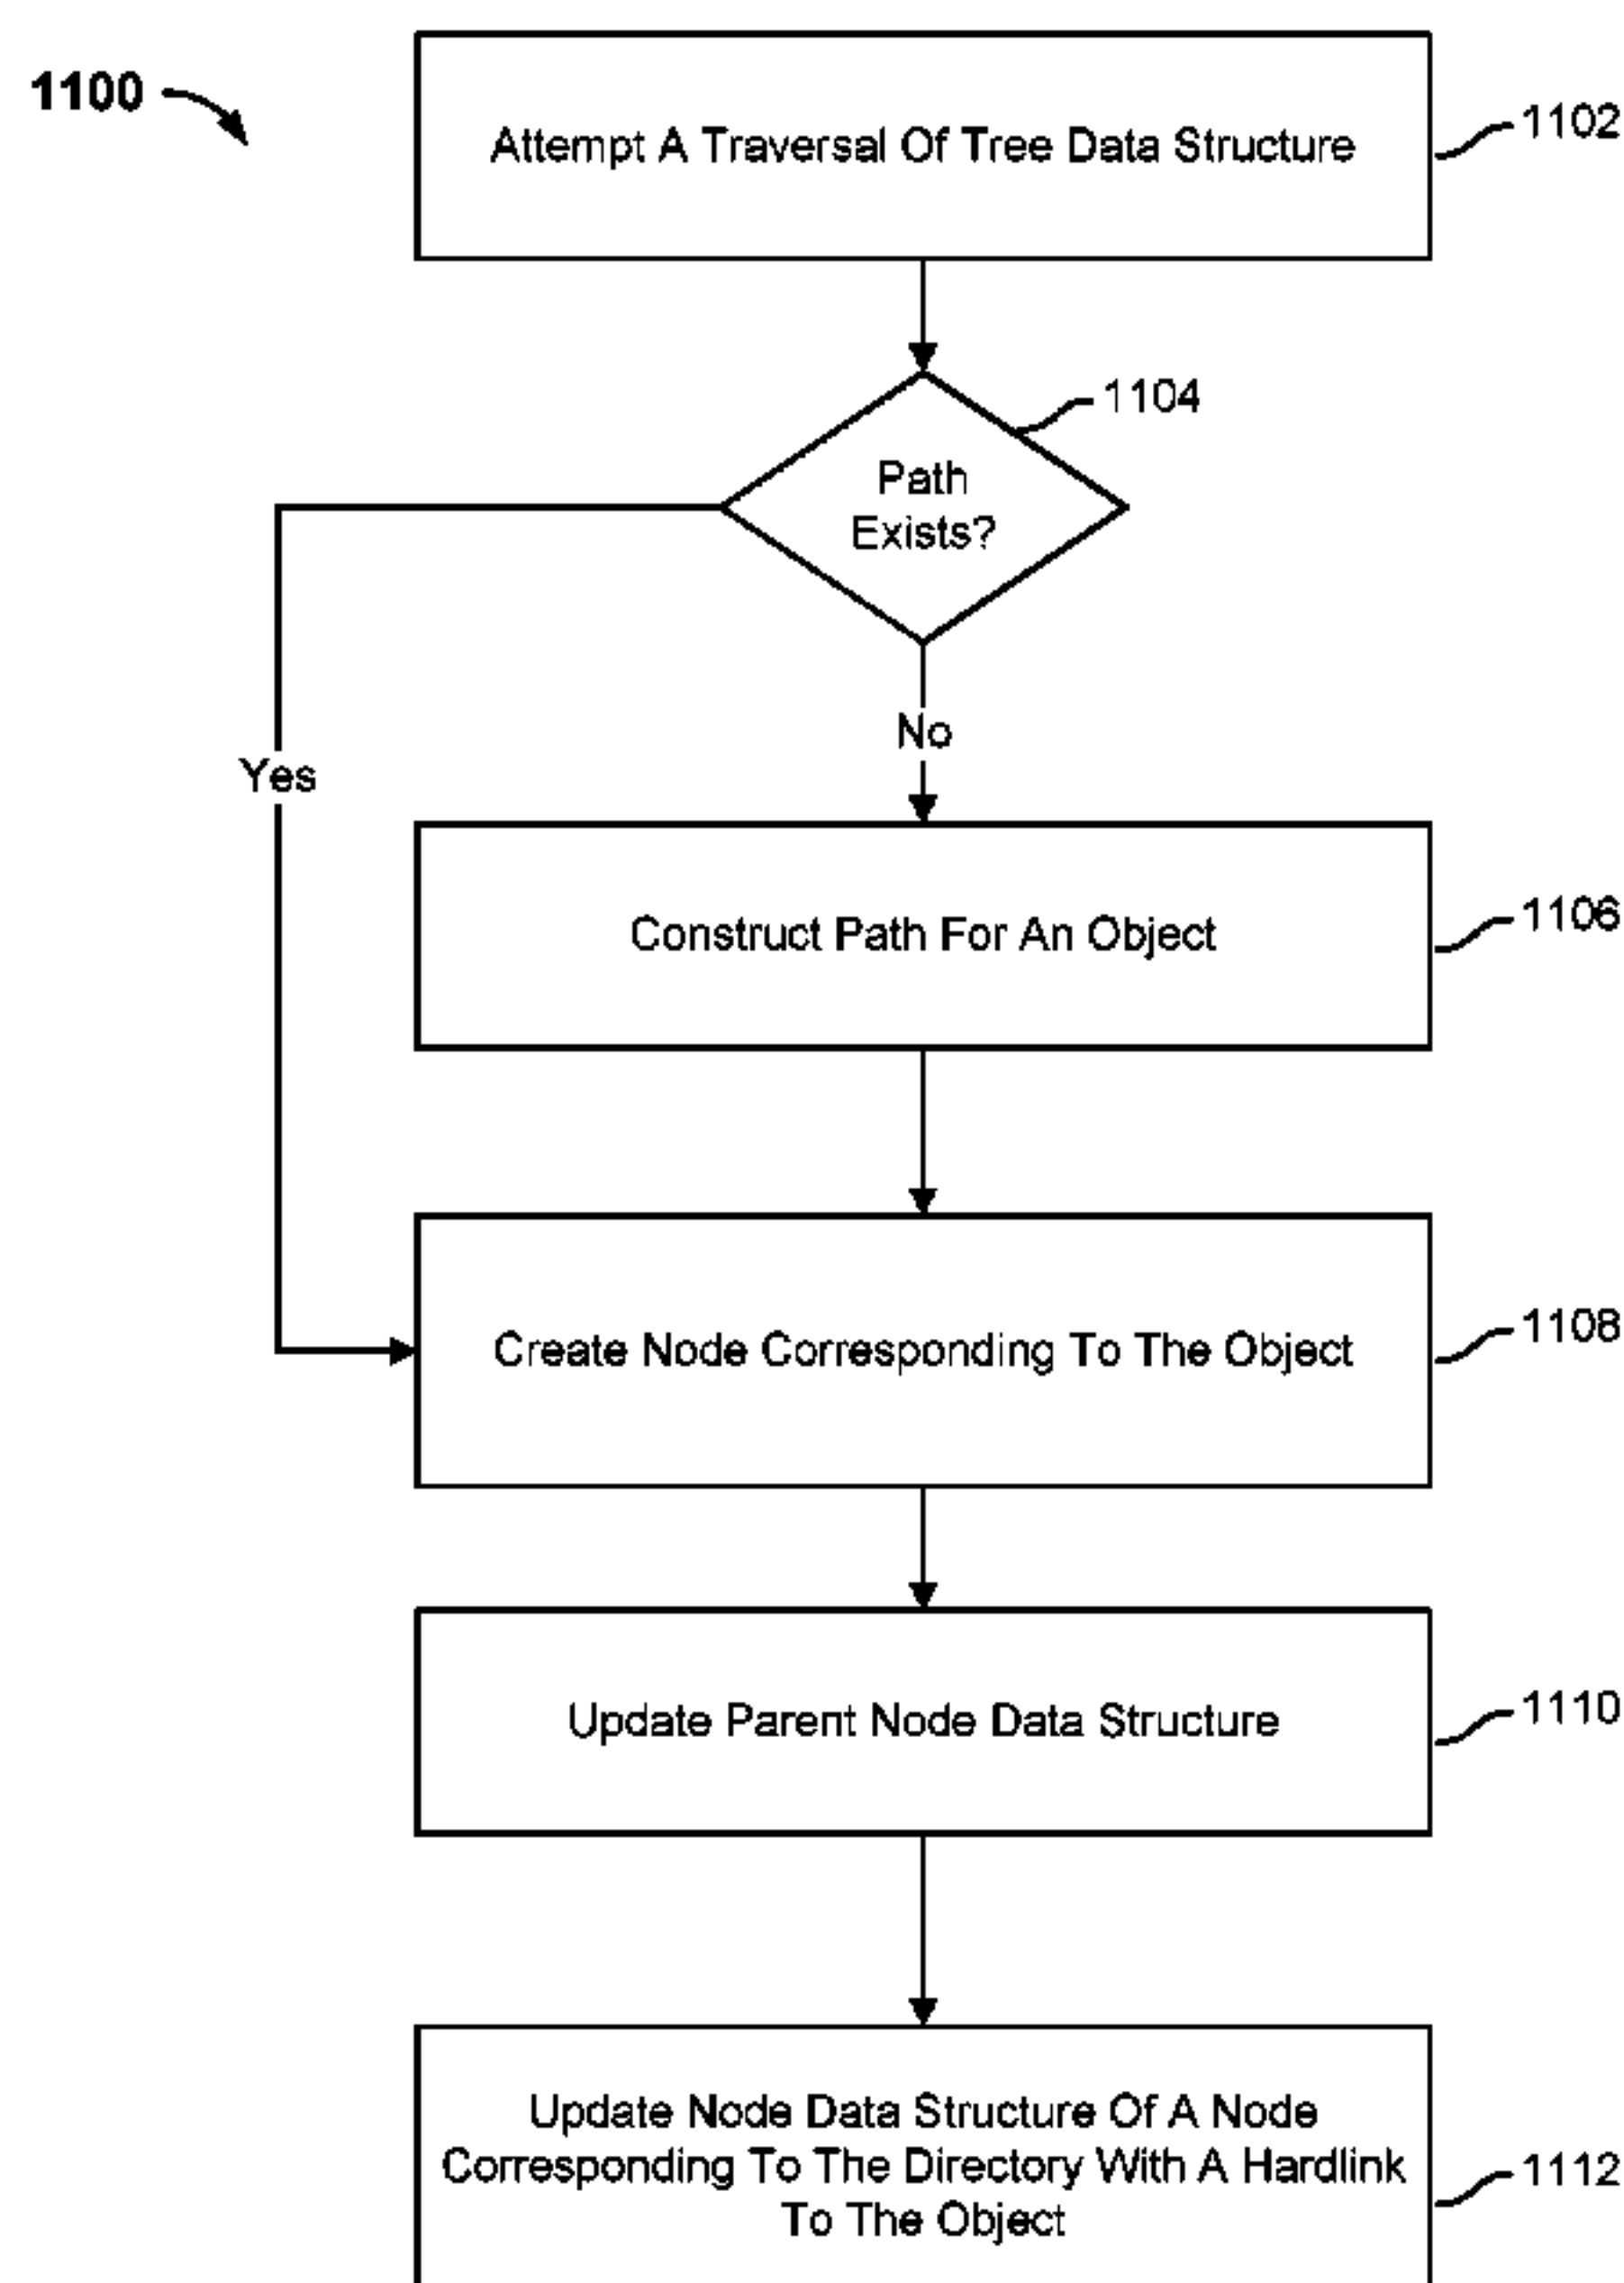 1100
Attempt A Traversal Of Tree Data Structure
1102
1104
Path
Exists?
No
Yes
Construct Path For An Object
1106
Create Node Corresponding To The Object
1108
Update Parent Node Data Structure
1110
Update Node Data Structure Of A Node
Corresponding To The Directory With A Hardlink
To The Object
1112